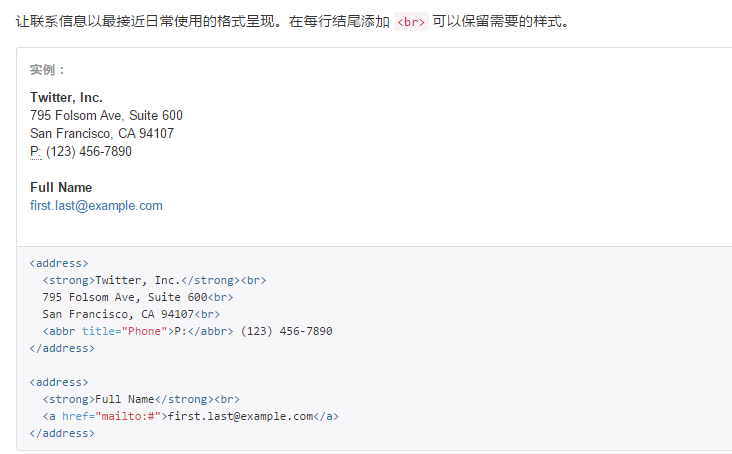 让联系信息以最接近日常使用的格式呈现。在每行结尾添加 <br> 可以保留需要的样式。
实例：
Twitter, Inc.
795 Folsom Ave, Suite 600
San Francisco, CA 94107
P: (123) 456-7890
Full Name
first.last@example.com
<address>
  <strong>Twitter, Inc.</strong><br>
  795 Folsom Ave, Suite 600<br>
  San Francisco, CA 94107<br>
  <abbr title="Phone">P:</abbr> (123) 456-7890
</address>
<address>
  <strong>Full Name</strong><br>
  <a href="mailto:#">first.last@example.com</a>
</address>